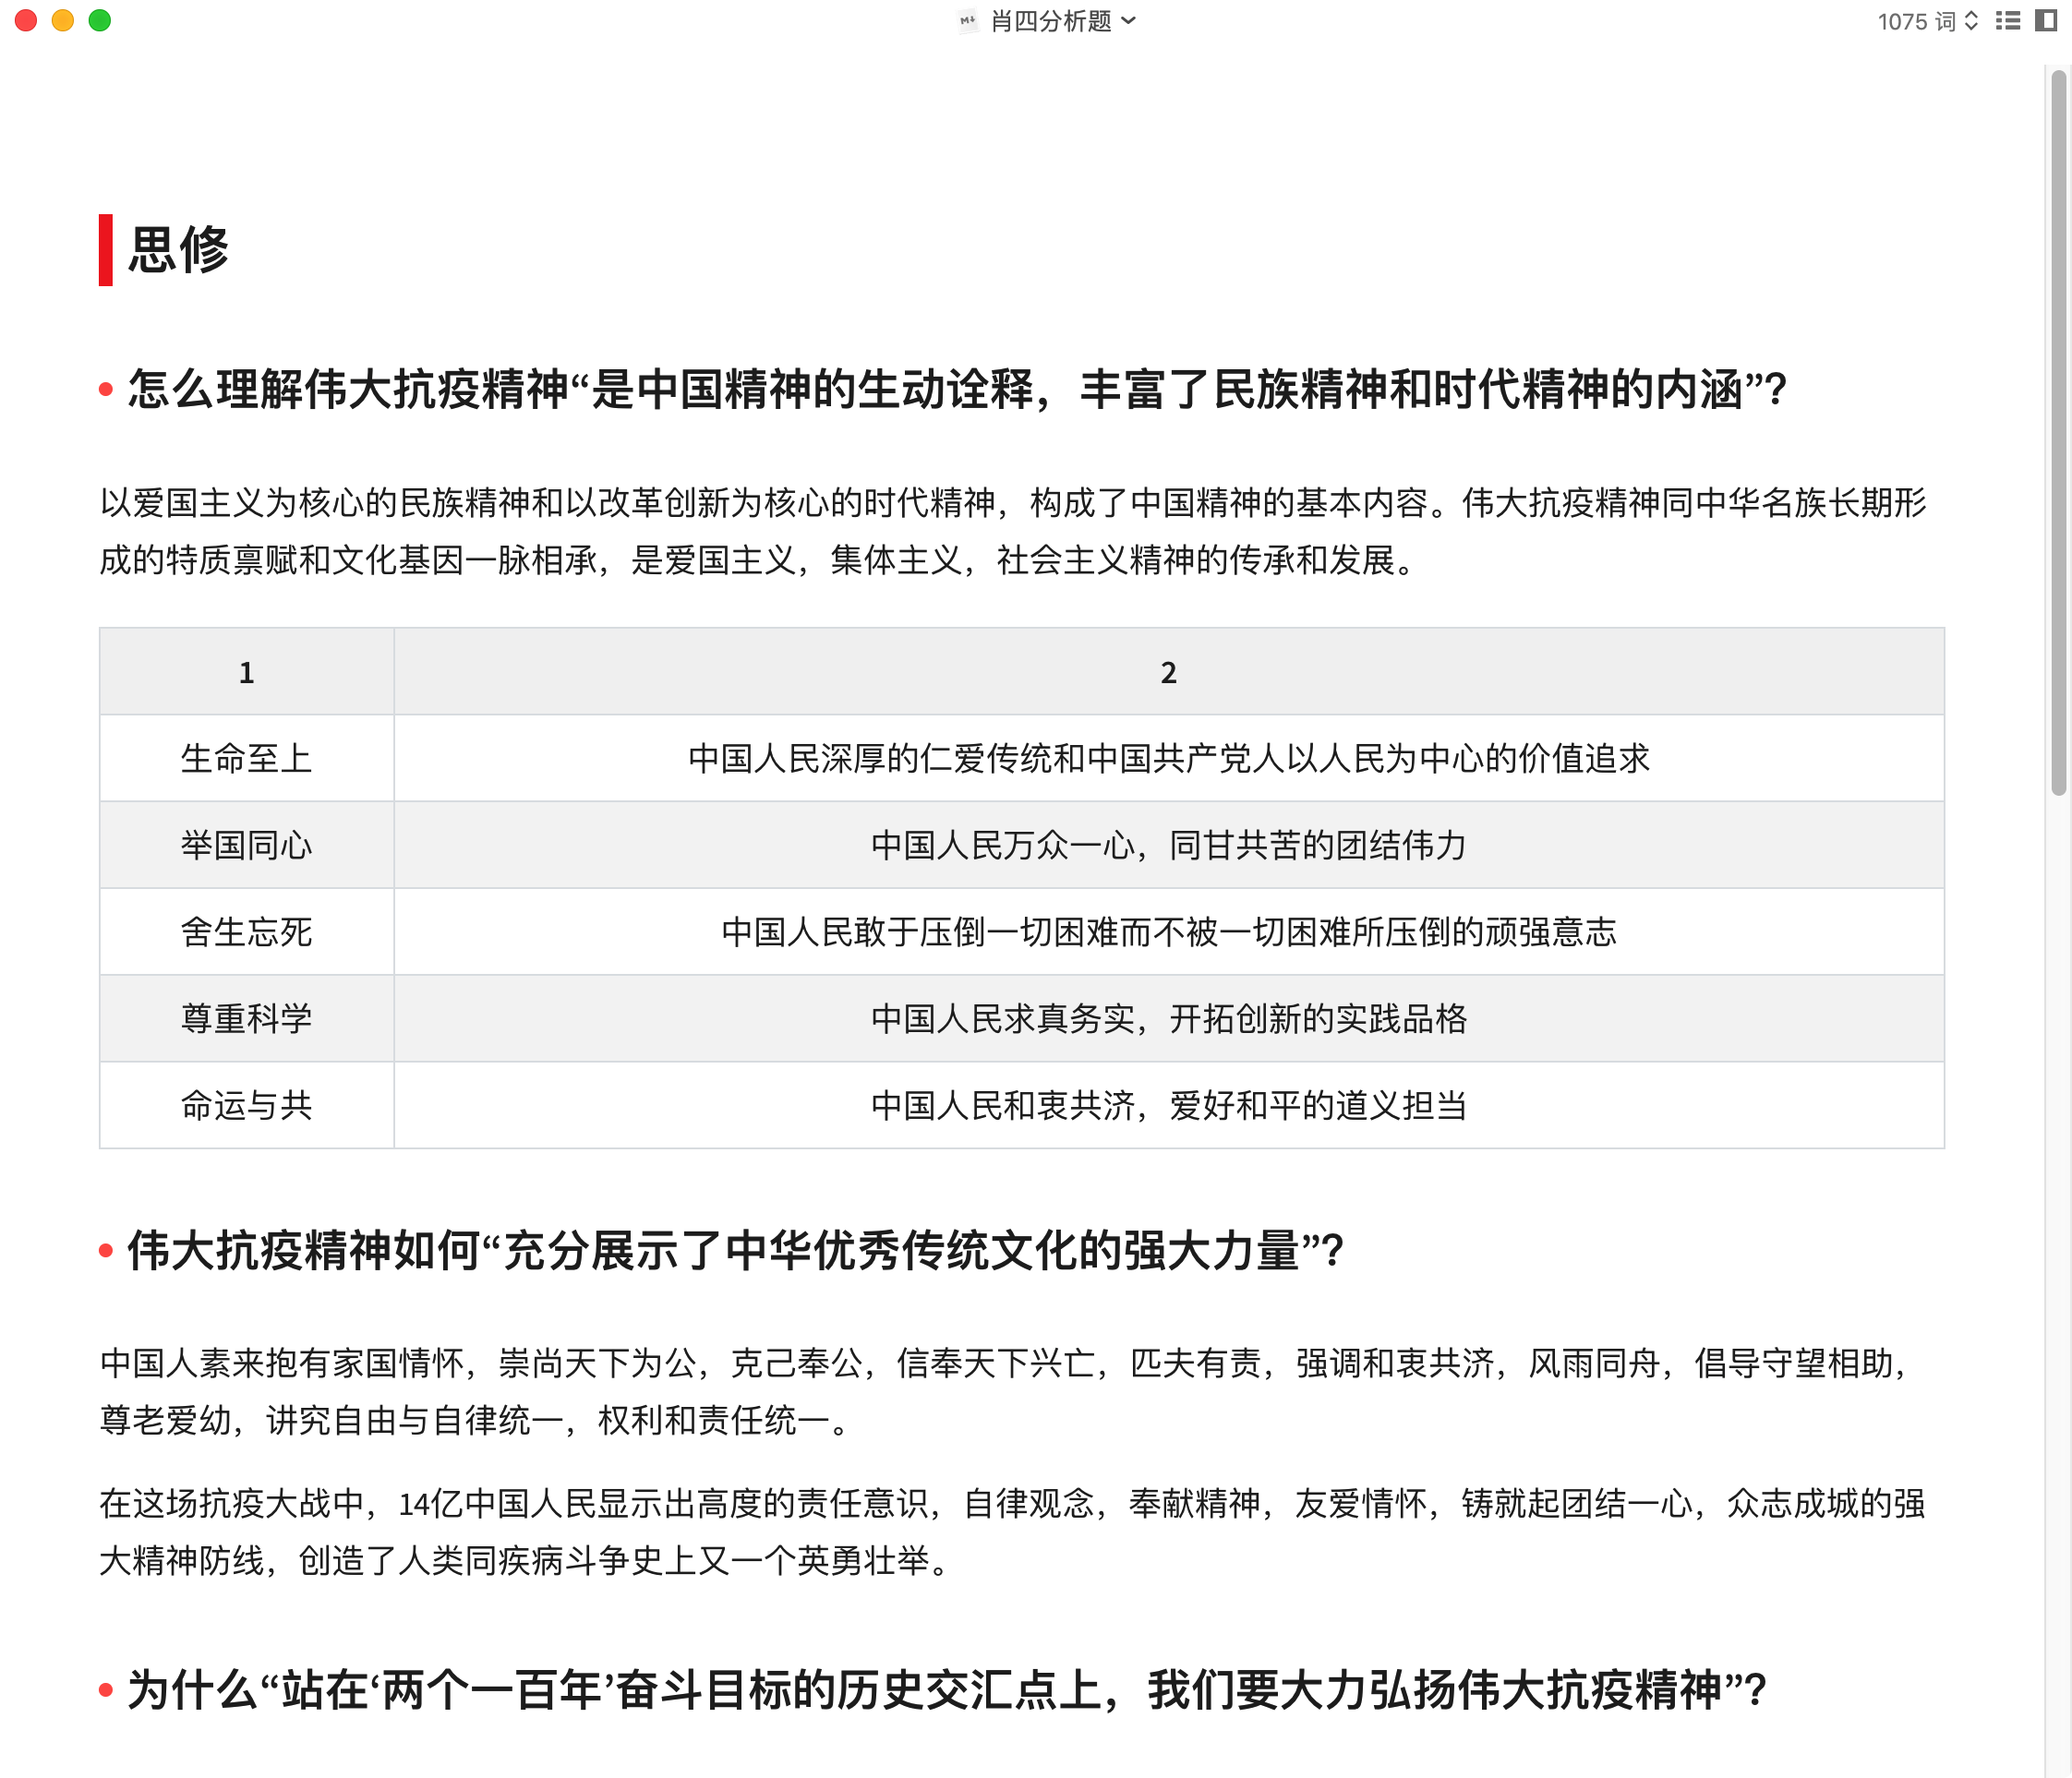 肖四分析题
1075 词
思修
怎么理解伟大抗疫精神“是中国精神的生动诠释，丰富了民族精神和时代精神的内涵”?
以爱国主义为核心的民族精神和以改革创新为核心的时代精神，构成了中国精神的基本内容。伟大抗疫精神同中华名族长期形
成的特质禀赋和文化基因一脉相承，是爱国主义，集体主义，社会主义精神的传承和发展。
1 2
生命至上 中国人民深厚的仁爱传统和中国共产党人以人民为中心的价值追求
举国同心 中国人民万众一心，同甘共苦的团结伟力
舍生忘死 中国人民敢于压倒一切困难而不被一切困难所压倒的顽强意志
尊重科学 中国人民求真务实，开拓创新的实践品格
命运与共 中国人民和衷共济，爱好和平的道义担当
伟大抗疫精神如何“充分展示了中华优秀传统文化的强大力量”?
中国人素来抱有家国情怀，崇尚天下为公，克己奉公，信奉天下兴亡，匹夫有责，强调和衷共济，风雨同舟，倡导守望相助，
尊老爱幼，讲究自由与自律统一，权利和责任统一。
在这场抗疫大战中，14亿中国人民显示出高度的责任意识，自律观念，奉献精神，友爱情怀，铸就起团结一心，众志成城的强
大精神防线，创造了人类同疾病斗争史上又一个英勇壮举。
为什么“站在‘两个一百年’奋斗目标的历史交汇点上，我们要大力弘扬伟大抗疫精神”?